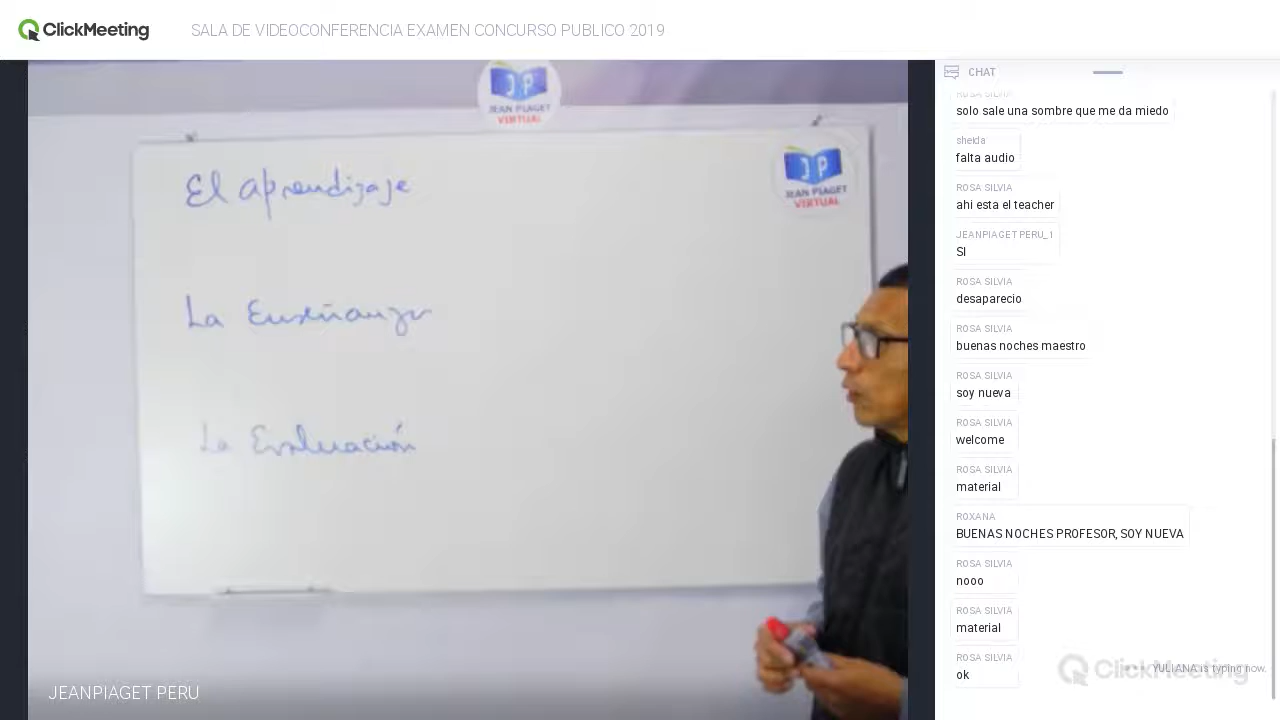 ClickMeeting
SALA DE VIDEOCONFERENCIA EXAMEN CONCURSO PUBLICO 2019
JP
JEAN PIAGET
VIRTUAL
JP
JEAN PIAGET
VIRTUAL
El aprendizaje
La Enseñanza
La Evaluación
JEANPIAGET PERU
CHAT
ROSA SILVIA
solo sale una sombre que me da miedo
sheida
falta audio
ROSA SILVIA
ahi esta el teacher
JEANPIAGET PERU_1
SI
ROSA SILVIA
desaparecio
ROSA SILVIA
buenas noches maestro
ROSA SILVIA
soy nueva
ROSA SILVIA
welcome
ROSA SILVIA
material
ROXANA
BUENAS NOCHES PROFESOR, SOY NUEVA
ROSA SILVIA
nooo
ROSA SILVIA
material
ROSA SILVIA
ok
YULIANA is typing now.
ClickMeeting